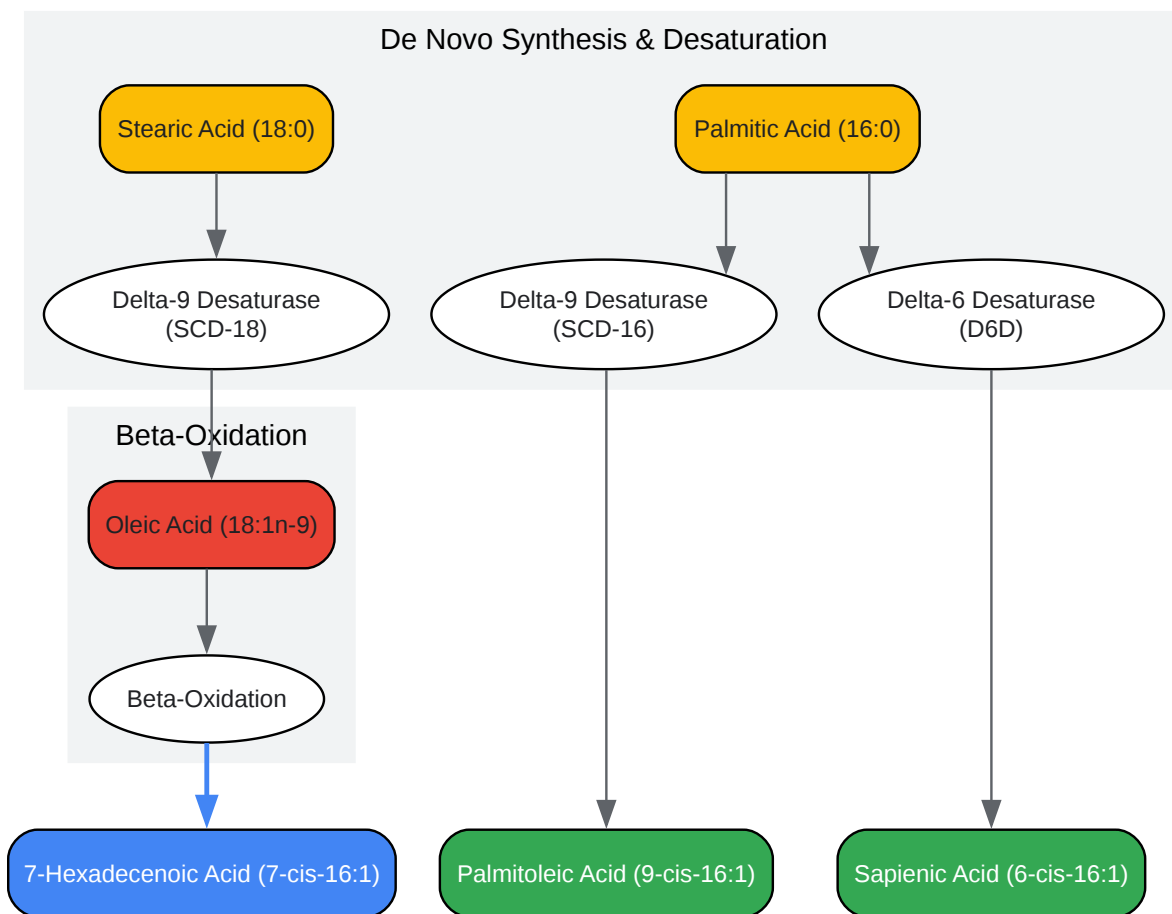 De Novo Synthesis & Desaturation
Stearic Acid (18:0)
Palmitic Acid (16:0)
Delta-9 Desaturase
(SCD-18)
Delta-9 Desaturase
(SCD-16)
Delta-6 Desaturase
(D6D)
Beta-Oxidation
Oleic Acid (18:1n-9)
Beta-Oxidation
7-Hexadecenoic Acid (7-cis-16:1)
Palmitoleic Acid (9-cis-16:1)
Sapienic Acid (6-cis-16:1)